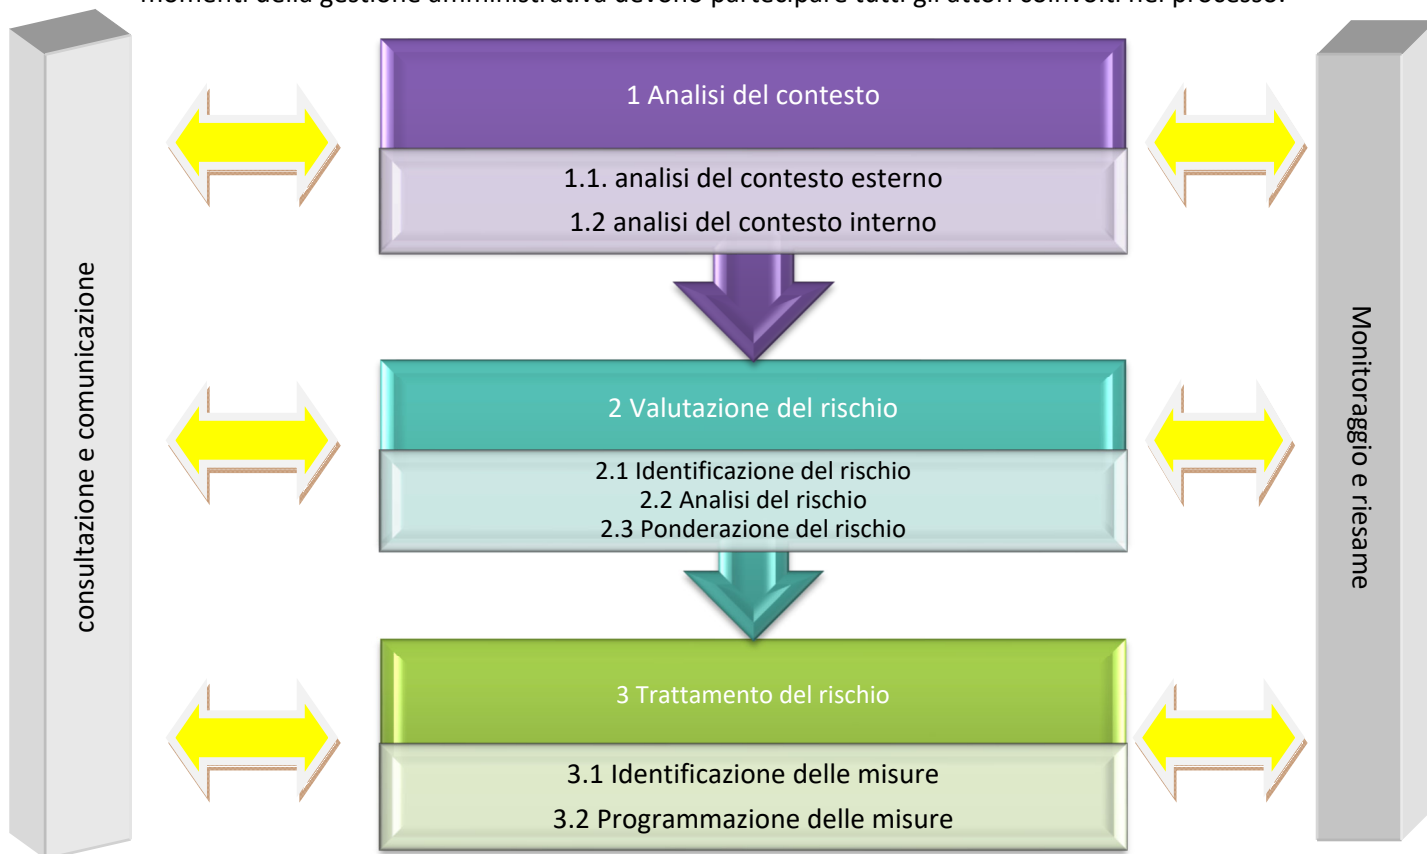 momenti della gestione amministrativa devono partecipare tutti gli attori coinvolti nel processo.
consultazione e comunicazione
1 Analisi del contesto
1.1. analisi del contesto esterno
1.2 analisi del contesto interno
2 Valutazione del rischio
2.1 Identificazione del rischio
2.2 Analisi del rischio
2.3 Ponderazione del rischio
3 Trattamento del rischio
3.1 Identificazione delle misure
3.2 Programmazione delle misure
Monitoraggio e riesame